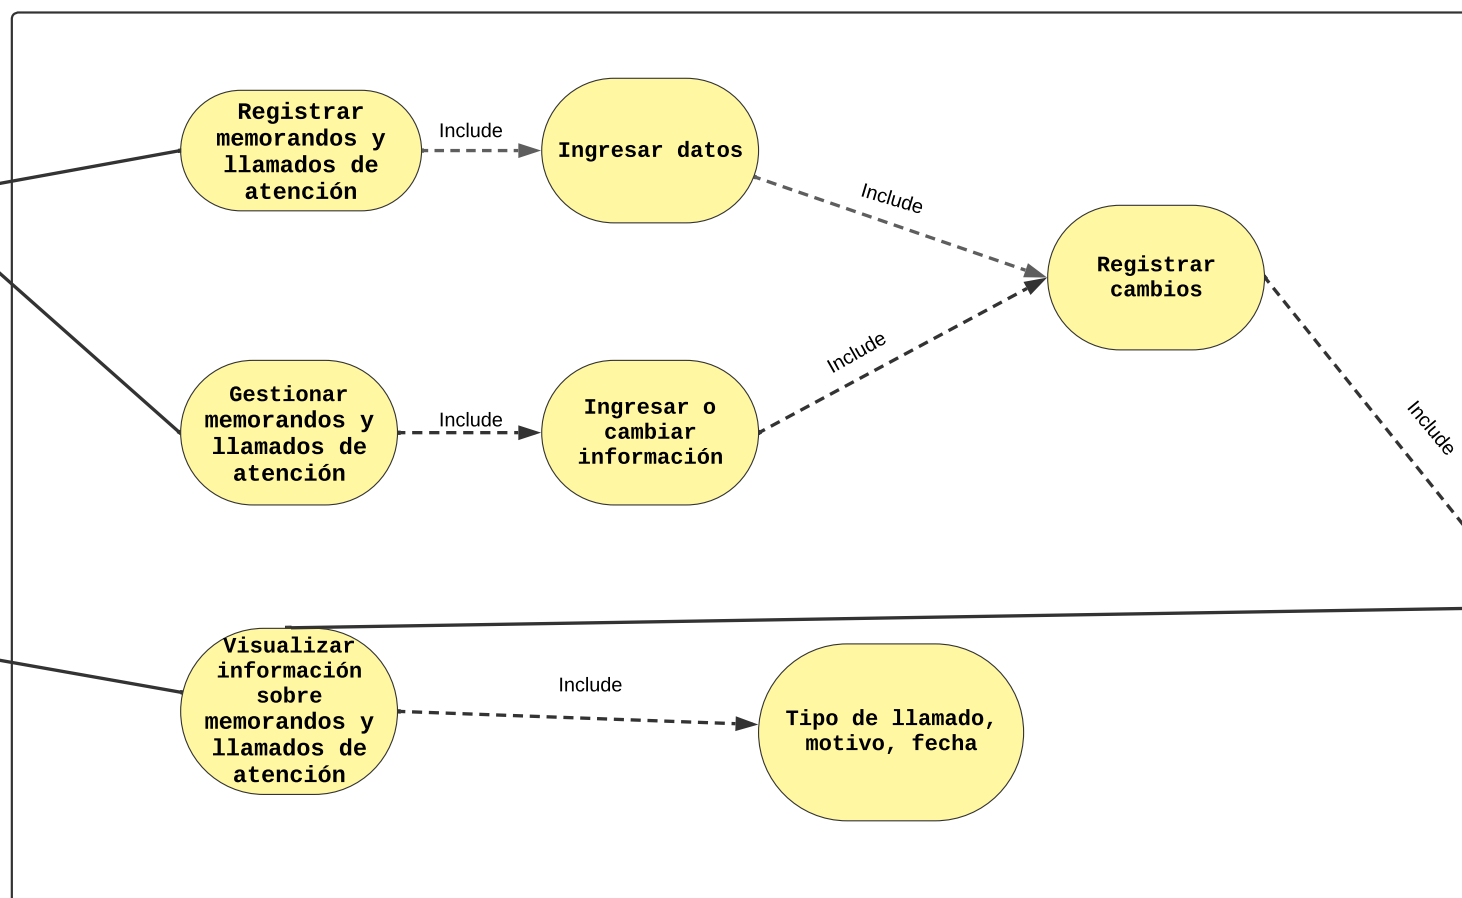 Registrar
memorandos y
llamados de
atención
Include
Ingresar datos
Include
Registrar
cambios
Gestionar
memorandos y
llamados de
atención
Include
Ingresar o
cambiar
información
Include
Include
Visualizar
información
sobre
memorandos y
llamados de
atención
Include
Tipo de llamado,
motivo, fecha